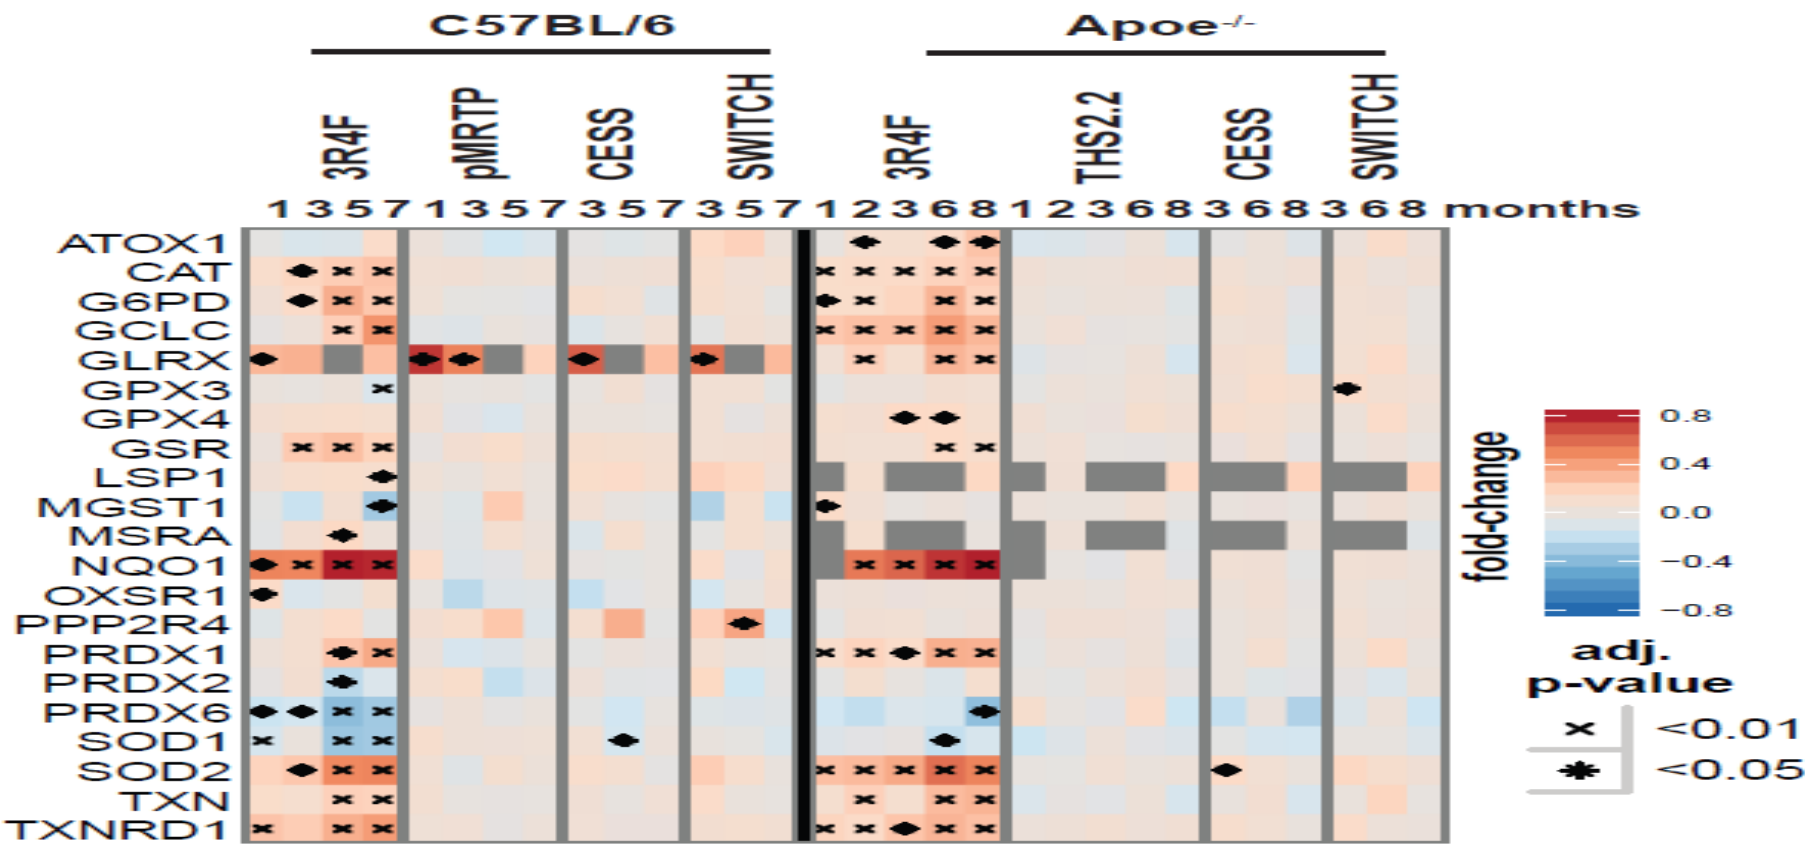 C57BL/6 Apoe-/-
3R4F pMRTP CESS SWITCH 3R4F THS2.2 CESS SWITCH
1 3 5 7 1 3 5 7 3 5 7 3 5 7 1 2 3 6 8 1 2 3 6 8 3 6 8 3 6 8 months
ATOX1
CAT
G6PD
GCLC
GLRX
GPX3
GPX4
GSR
LSP1
MGST1
MSRA
NQO1
OXSR1
PPP2R4
PRDX1
PRDX2
PRDX6
SOD1
SOD2
TXN
TXNRD1
fold-change
0.8
0.4
0.0
−0.4
−0.8
adj.
p-value
<0.01
<0.05